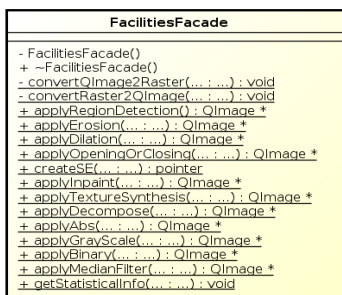 FacilitiesFacade
- FacilitiesFacade()
+ ~FacilitiesFacade()
- convertQImage2Raster(... : ...) : void
- convertRaster2QImage(... : ...) : void
+ applyRegionDetection() : QImage *
+ applyErosion(... : ...) : QImage *
+ applyDilation(... : ...) : QImage *
+ applyOpeningOrClosing(... : ...) : QImage *
+ createSE(... : ...) : pointer
+ applyInpaint(... : ...) : QImage *
+ applyTextureSynthesis(... : ...) : QImage *
+ applyDecompose(... : ...) : QImage *
+ applyAbs(... : ...) : QImage *
+ applyGrayScale(... : ...) : QImage *
+ applyBinary(... : ...) : QImage *
+ applyMedianFilter(... : ...) : QImage *
+ getStatisticalInfo(... : ...) : void